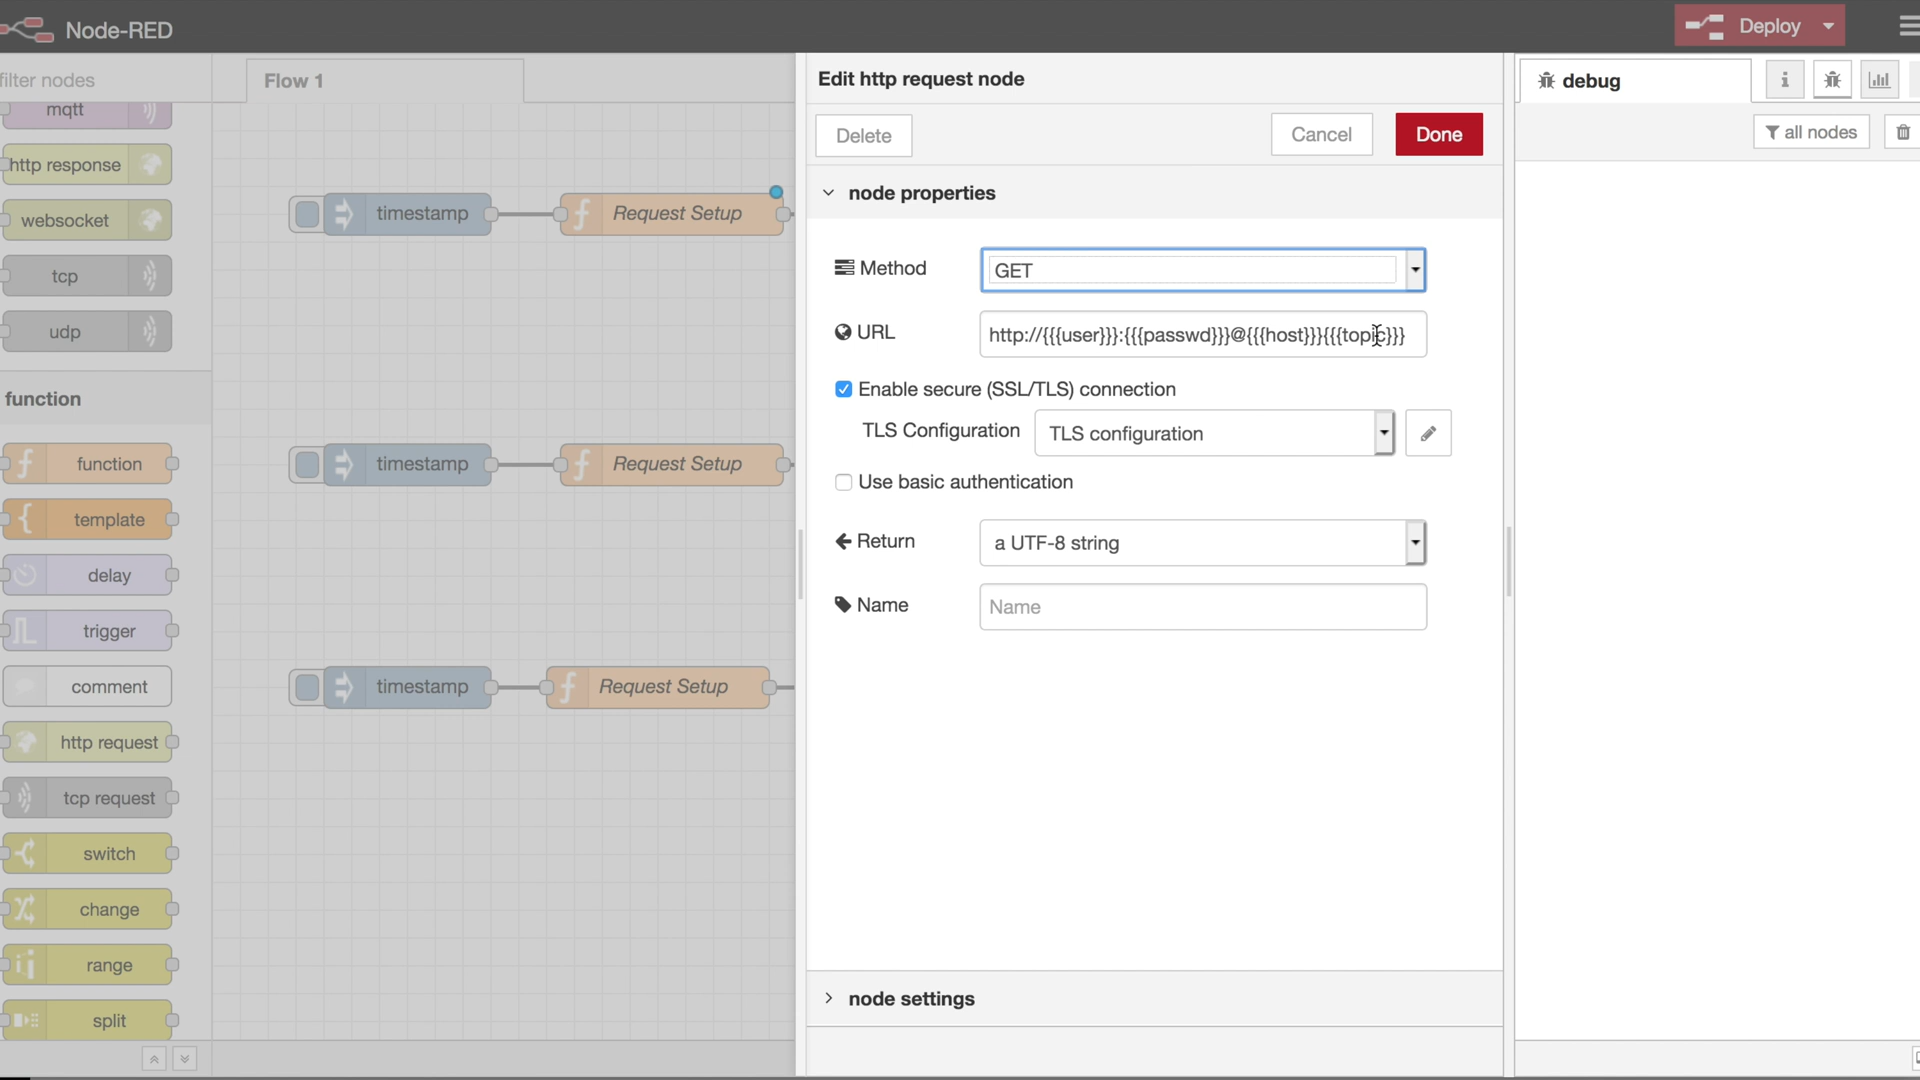 Node-RED
Deploy
filter nodes
mqtt
http response
websocket
tcp
udp
function
function
template
delay
trigger
comment
http request
tcp request
switch
change
range
split
Flow 1
timestamp
Request Setup
timestamp
Request Setup
timestamp
Request Setup
Edit http request node
Delete
Cancel
Done
node properties
Method
GET
URL
http://{{{user}}}:{{{passwd}}}@{{{host}}}{{{topic}}}
Enable secure (SSL/TLS) connection
TLS Configuration
TLS configuration
Use basic authentication
Return
a UTF-8 string
Name
Name
node settings
debug
all nodes